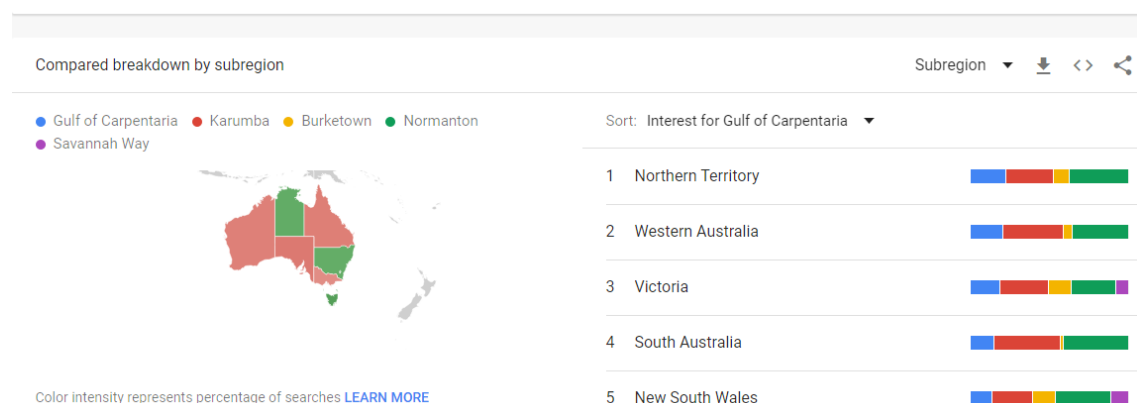 Compared breakdown by subregion
Subregion
Gulf of Carpentaria Karumba Burketown Normanton
Savannah Way
Sort: Interest for Gulf of Carpentaria
1 Northern Territory
2 Western Australia
3 Victoria
4 South Australia
5 New South Wales
Color intensity represents percentage of searches LEARN MORE